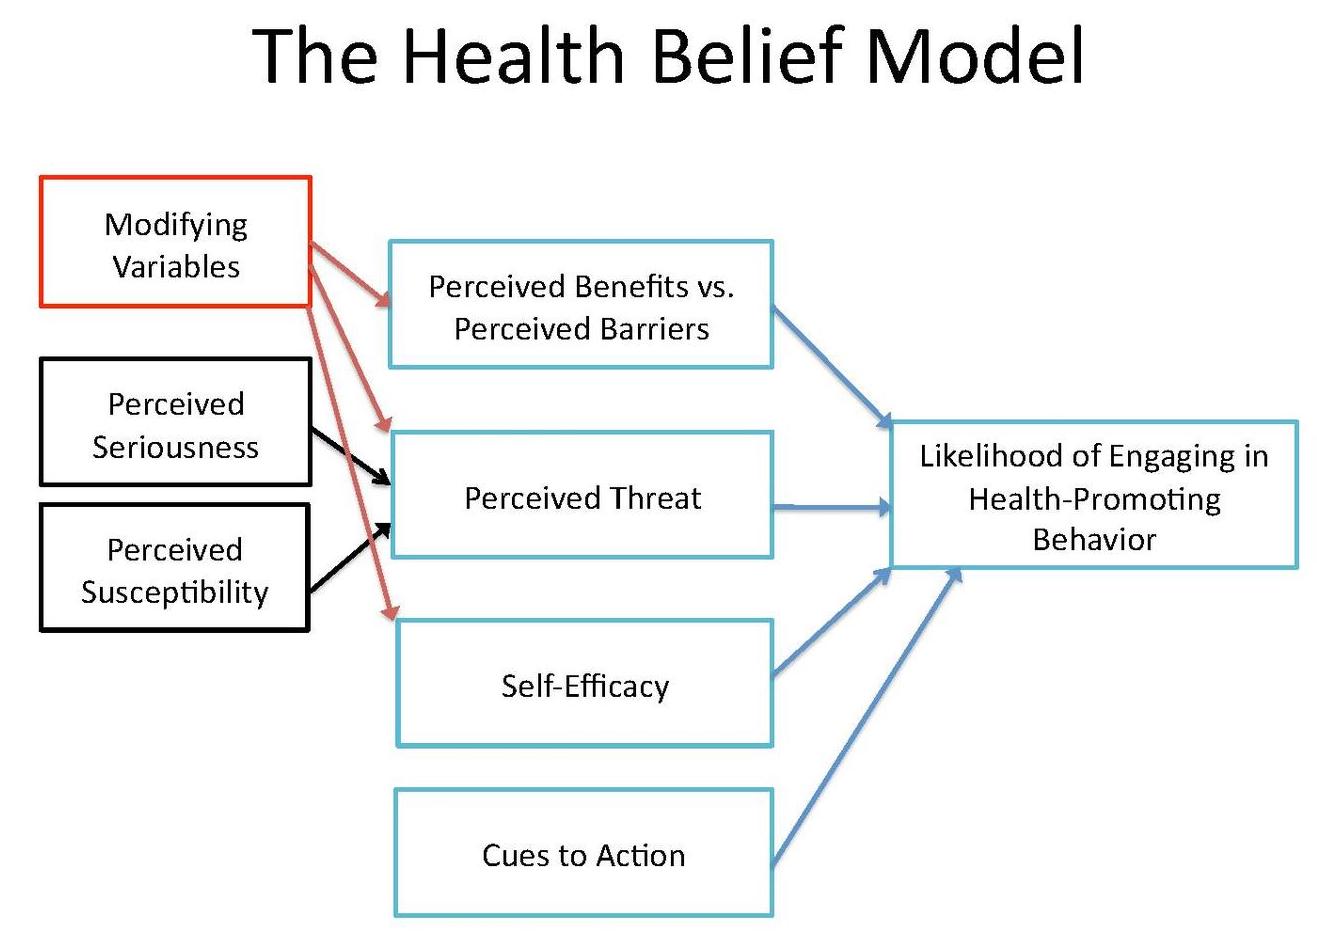 The Health Belief Model
Modifying
Variables
Perceived Benefits vs.
Perceived Barriers
Perceived
Seriousness
Perceived Threat
Likelihood of Engaging in
Health-Promoting
Behavior
Perceived
Susceptibility
Self-Efficacy
Cues to Action